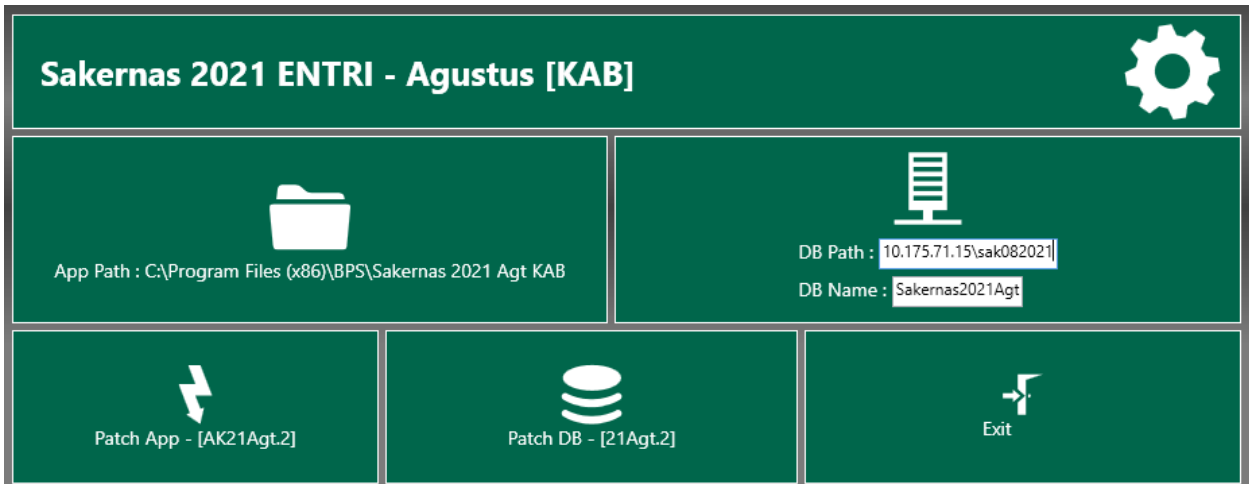 Sakernas 2021 ENTRI - Agustus [KAB]
App Path : C:\Program Files (x86)\BPS\Sakernas 2021 Agt KAB
DB Path : 10.175.71.15\sak082021
DB Name : Sakernas2021Agt
Patch App - [AK21Agt.2]
Patch DB - [21Agt.2]
Exit